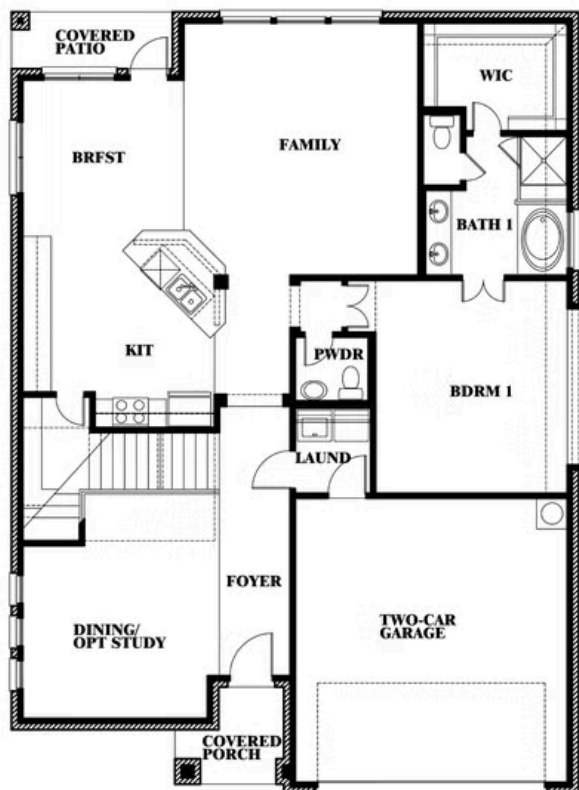 COVERED
PATIO
WIC
BRFST
FAMILY
BATH 1
KIT
PWDR
BDRM 1
LAUND
FOYER
DINING/
OPT STUDY
TWO-CAR
GARAGE
COVERED
PORCH